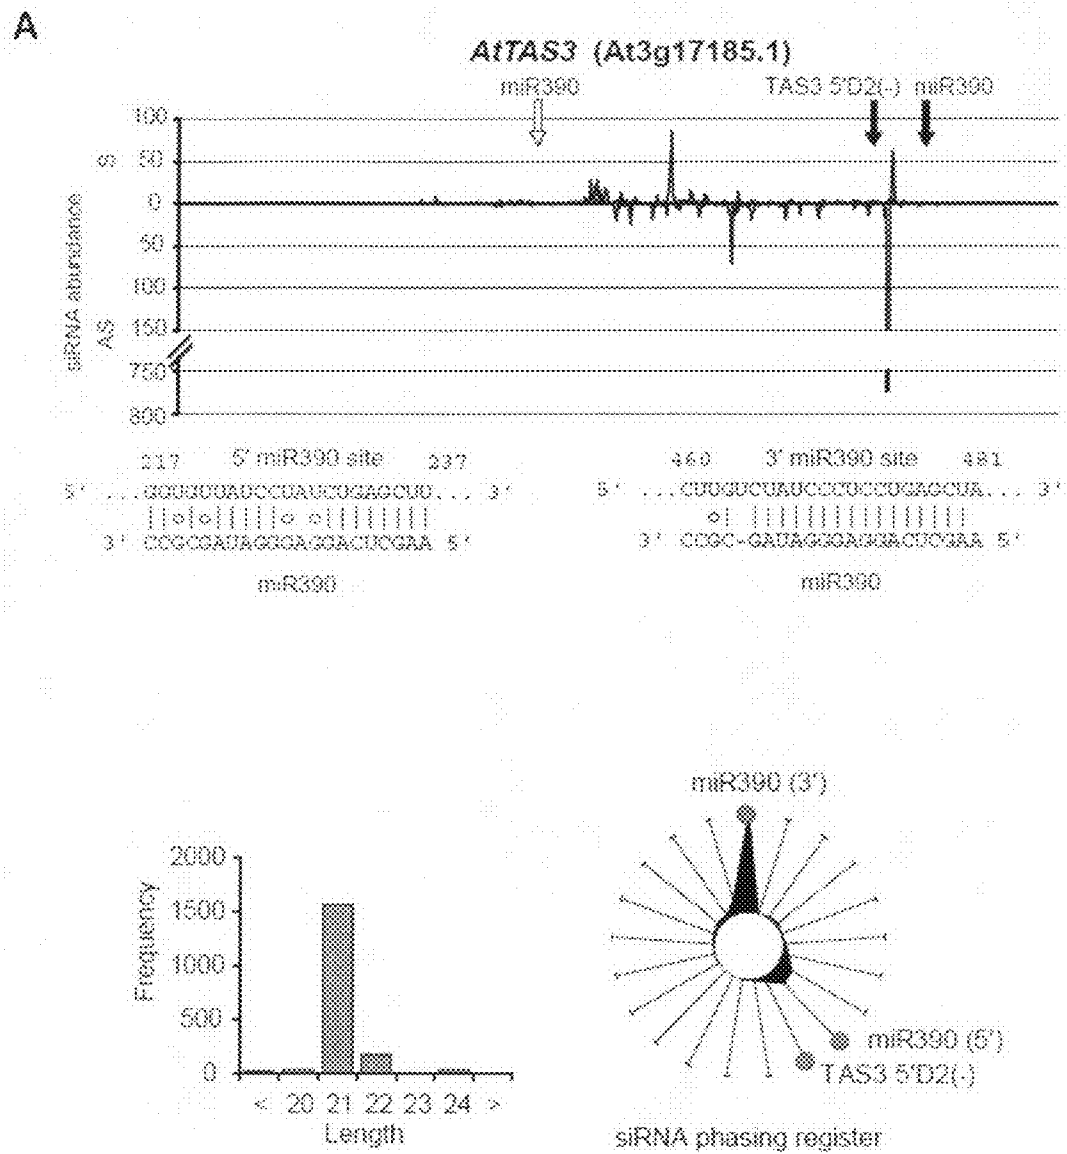 A
AtTAS3 (At3g17185.1)
miR390 TAS3 5'D2(-) miR390
100
S 50
0
50
100
AS 150
siRNA abundance
750
800
217 5' miR390 site 237
5' ...GGUGUUAUCCUAUCUGAGCUU... 3'
3' CCGCGAUAGGGAGGACUCGAA 5'
miR390
460 3' miR390 site 481
5' ...CUUGUCUAUCCCUCCUGAGCUA... 3'
3' CCGC-GAUAGGGAGGACUCGAA 5'
miR390
2000
1500
1000
500
0
Frequency
< 20 21 22 23 24 >
Length
miR390 (3')
miR390 (5')
TAS3 5'D2(-)
siRNA phasing register